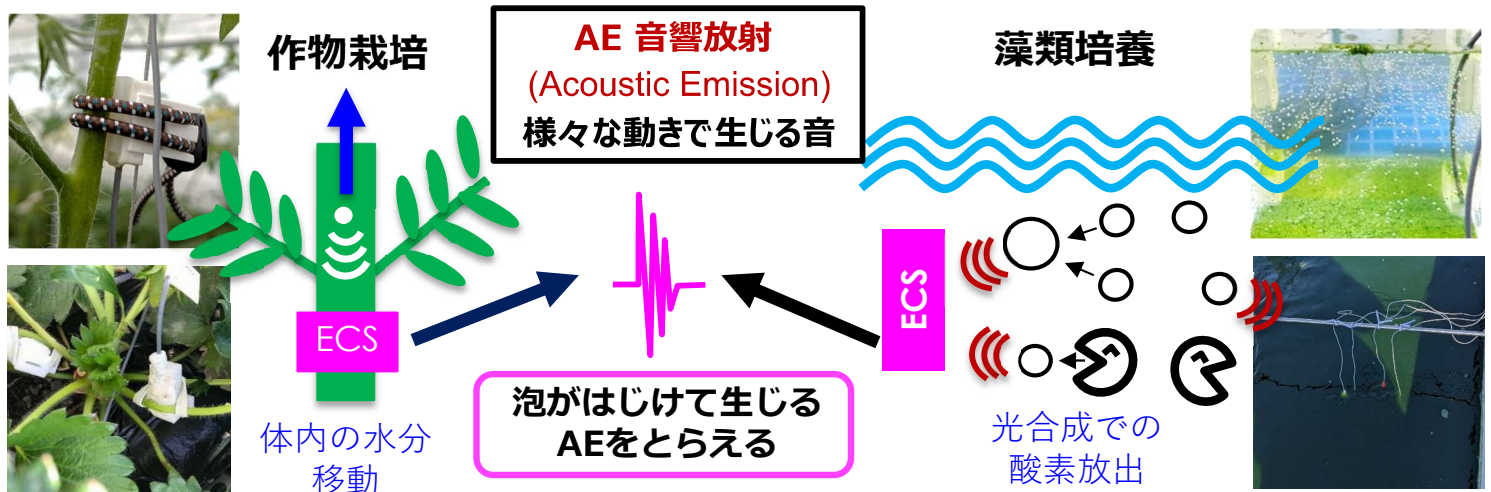 作物栽培
AE 音響放射
(Acoustic Emission)
様々な動きで生じる音
藻類培養
ECS
ECS
泡がはじけて生じる
AEをとらえる
体内の水分
移動
光合成での
酸素放出